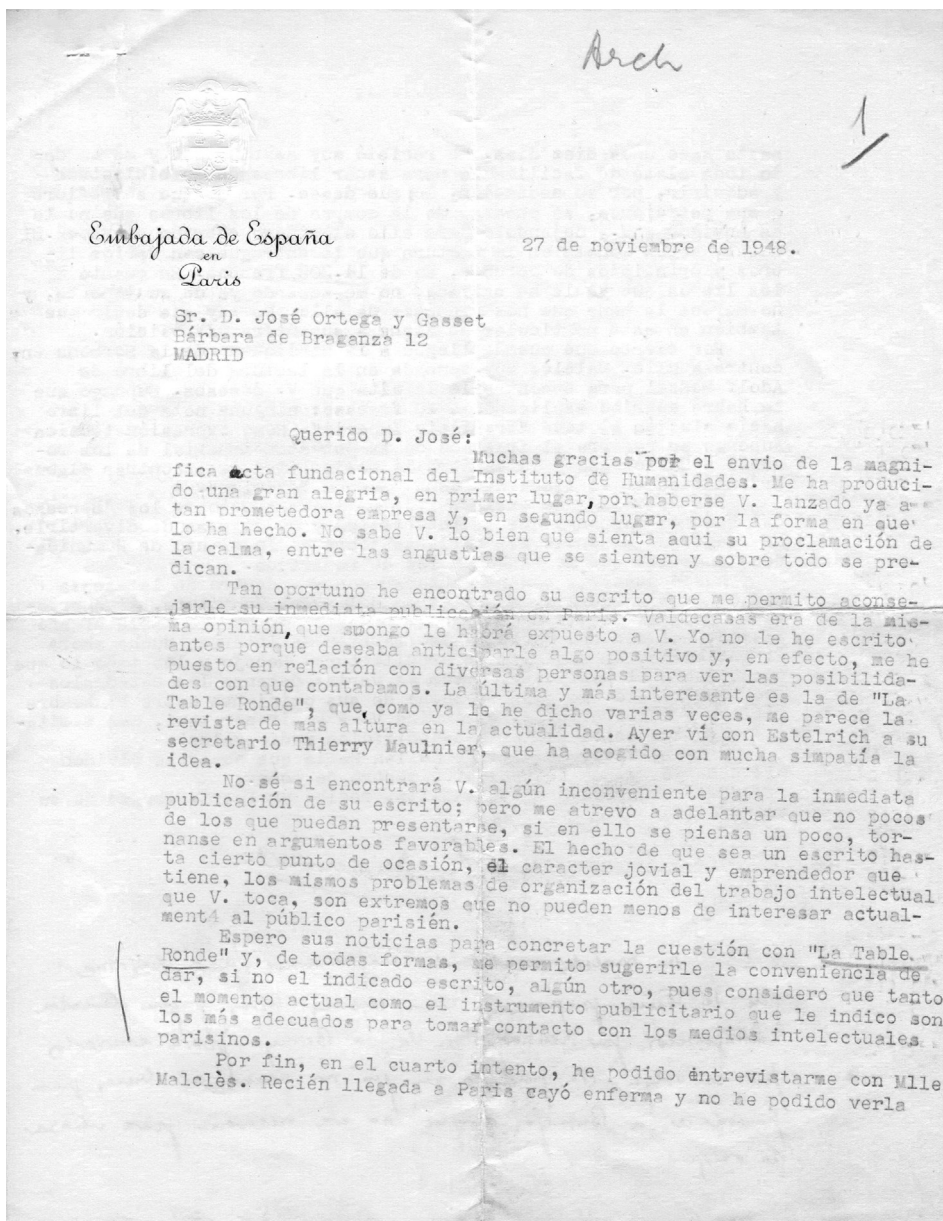 Arch
1
Embajada de España
en
Paris
27 de noviembre de 1948.
Sr. D. José Ortega y Gasset
Bárbara de Braganza 12
MADRID
Querido D. José:
Muchas gracias por el envio de la magni-
fica acta fundacional del Instituto de Humanidades. Me ha produci-
do una gran alegria, en primer lugar, por haberse V. lanzado ya a
tan prometedora empresa y, en segundo lugar, por la forma en que
lo ha hecho. No sabe V. lo bien que sienta aqui su proclamación de
la calma, entre las angustias que se sienten y sobre todo se pre-
dican.
Tan oportuno he encontrado su escrito que me permito aconse-
jarle su inmediata publicación en Paris. Valdecasas era de la mis-
ma opinión, que supongo le habrá expuesto a V. Yo no le he escrito
antes porque deseaba anticiparle algo positivo y, en efecto, me he
puesto en relación con diversas personas para ver las posibilida-
des con que contabamos. La última y más interesante es la de "La
Table Ronde", que, como ya le he dicho varias veces, me parece la
revista de más altura en la actualidad. Ayer ví con Estelrich a su
secretario Thierry Maulnier, que ha acogido con mucha simpatía la
idea.
No sé si encontrará V. algún inconveniente para la inmediata
publicación de su escrito; pero me atrevo a adelantar que no pocos
de los que puedan presentarse, si en ello se piensa un poco, tor-
nanse en argumentos favorables. El hecho de que sea un escrito has-
ta cierto punto de ocasión, el caracter jovial y emprendedor que
tiene, los mismos problemas de organización del trabajo intelectual
que V. toca, son extremos que no pueden menos de interesar actual-
ment4 al público parisién.
Espero sus noticias para concretar la cuestión con "La Table
Ronde" y, de todas formas, me permito sugerirle la conveniencia de
dar, si no el indicado escrito, algún otro, pues considero que tanto
el momento actual como el instrumento publicitario que le indico son
los más adecuados para tomar contacto con los medios intelectuales
parisinos.
Por fin, en el cuarto intento, he podido entrevistarme con Mlle
Malclès. Recién llegada a Paris cayó enferma y no he podido verla